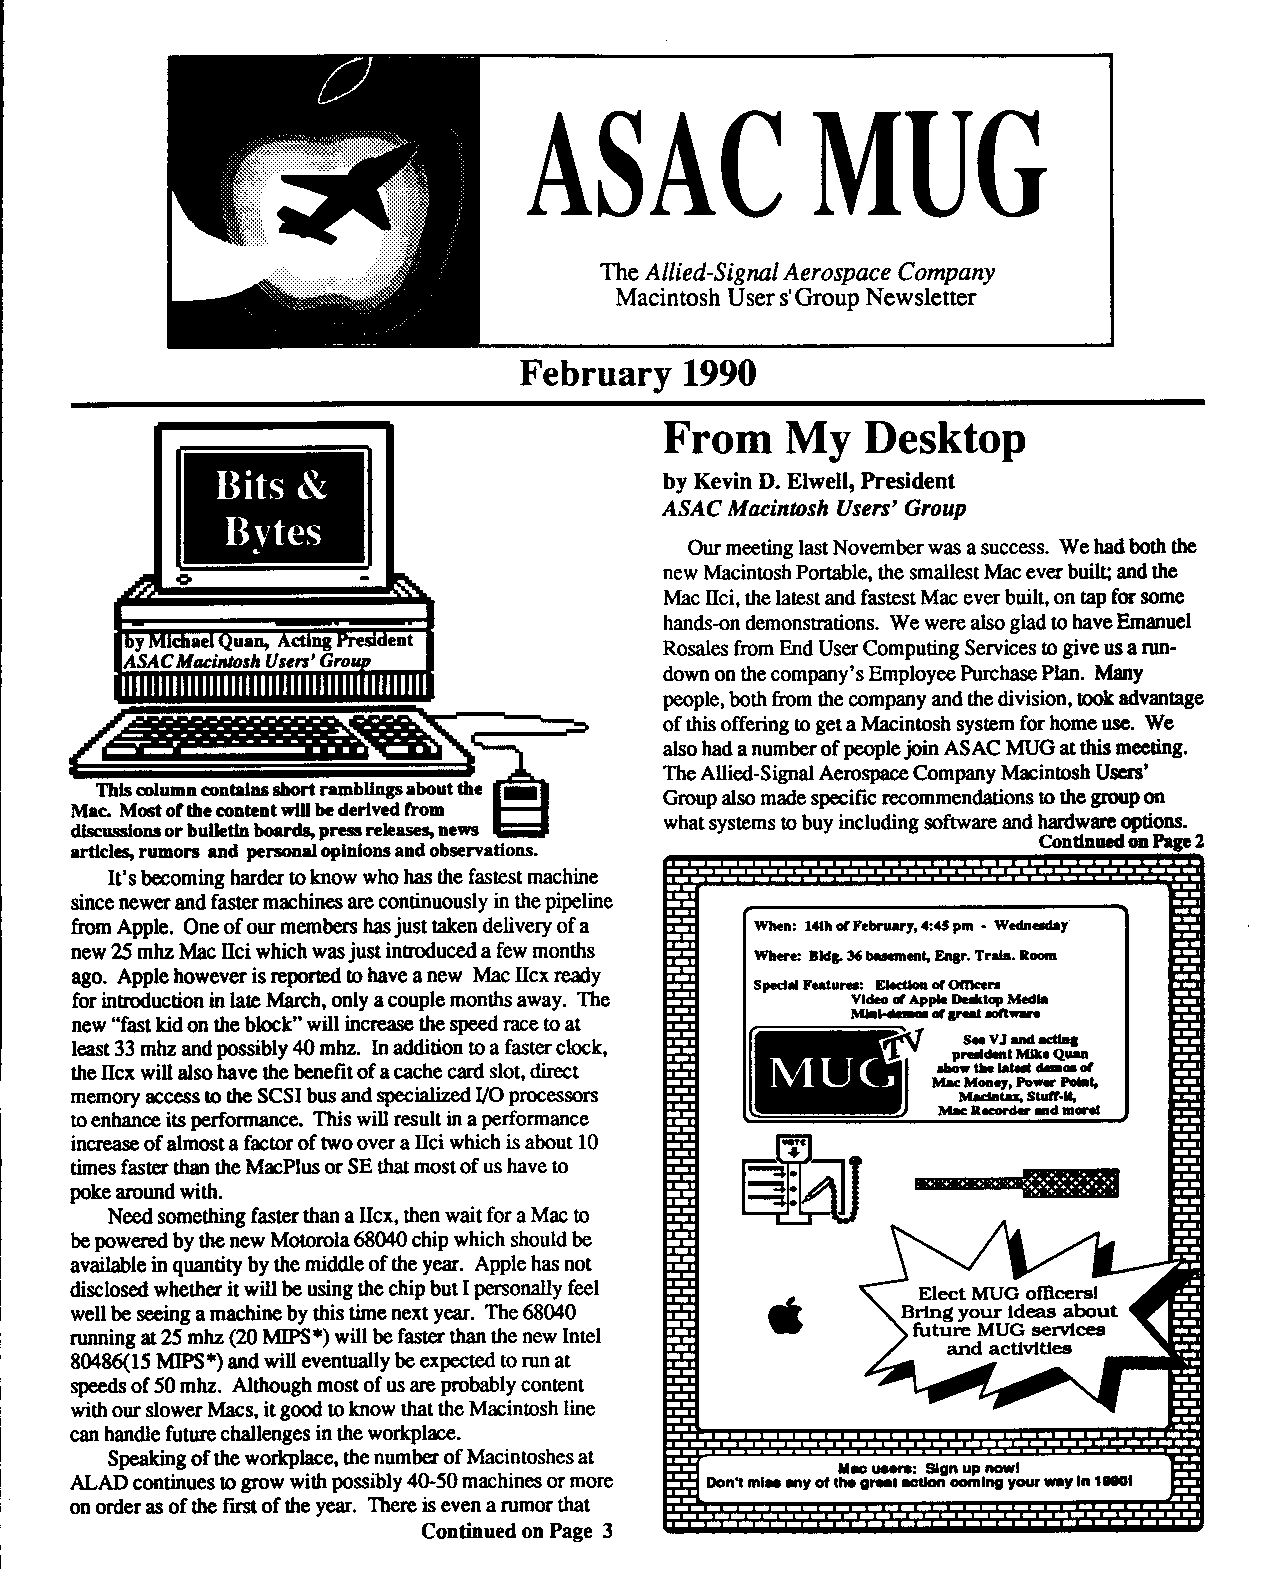 ASAC MUG
The Allied-Signal Aerospace Company
Macintosh User s' Group Newsletter
February 1990
Bits &
Bytes
by Michael Quan, Acting President
ASAC Macintosh Users' Group
This column contains short ramblings about the
Mac. Most of the content will be derived from
discussions or bulletin boards, press releases, news
articles, rumors and personal opinions and observations.
It's becoming harder to know who has the fastest machine
since newer and faster machines are continuously in the pipeline
from Apple. One of our members has just taken delivery of a
new 25 mhz Mac IIci which was just introduced a few months
ago. Apple however is reported to have a new Mac IIcx ready
for introduction in late March, only a couple months away. The
new "fast kid on the block" will increase the speed race to at
least 33 mhz and possibly 40 mhz. In addition to a faster clock,
the IIcx will also have the benefit of a cache card slot, direct
memory access to the SCSI bus and specialized I/O processors
to enhance its performance. This will result in a performance
increase of almost a factor of two over a IIci which is about 10
times faster than the MacPlus or SE that most of us have to
poke around with.
Need something faster than a IIcx, then wait for a Mac to
be powered by the new Motorola 68040 chip which should be
available in quantity by the middle of the year. Apple has not
disclosed whether it will be using the chip but I personally feel
well be seeing a machine by this time next year. The 68040
running at 25 mhz (20 MIPS*) will be faster than the new Intel
80486(15 MIPS*) and will eventually be expected to run at
speeds of 50 mhz. Although most of us are probably content
with our slower Macs, it good to know that the Macintosh line
can handle future challenges in the workplace.
Speaking of the workplace, the number of Macintoshes at
ALAD continues to grow with possibly 40-50 machines or more
on order as of the first of the year. There is even a rumor that
Continued on Page 3
From My Desktop
by Kevin D. Elwell, President
ASAC Macintosh Users' Group
Our meeting last November was a success. We had both the
new Macintosh Portable, the smallest Mac ever built; and the
Mac IIci, the latest and fastest Mac ever built, on tap for some
hands-on demonstrations. We were also glad to have Emanuel
Rosales from End User Computing Services to give us a run-
down on the company's Employee Purchase Plan. Many
people, both from the company and the division, took advantage
of this offering to get a Macintosh system for home use. We
also had a number of people join ASAC MUG at this meeting.
The Allied-Signal Aerospace Company Macintosh Users'
Group also made specific recommendations to the group on
what systems to buy including software and hardware options.
Continued on Page 2
When: 14th of February, 4:45 pm - Wednesday
Where: Bldg. 36 basement, Engr. Train. Room
Special Features: Election of Officers
Video of Apple Desktop Media
Mini-demos of great software
MUG TV
See VJ and acting
president Mike Quan
show the latest demos of
Mac Money, Power Point,
Macintax, Stuff-it,
Mac Recorder and more!
VOTE
Elect MUG officers!
Bring your ideas about
future MUG services
and activities
Mac users: Sign up now!
Don't miss any of the great action coming your way in 1990!